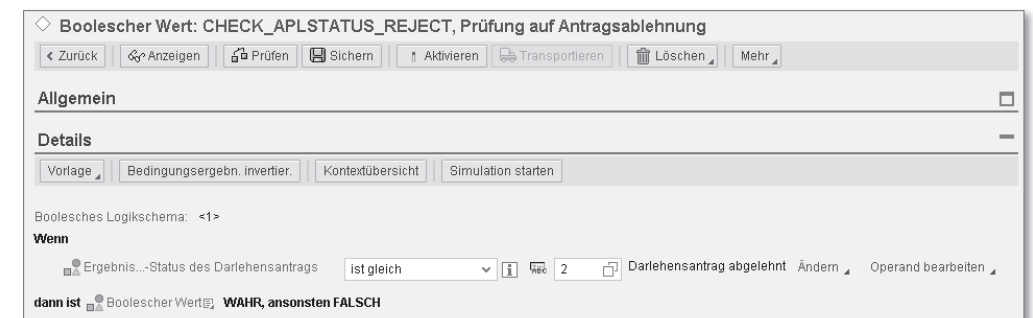 Boolescher Wert: CHECK_APLSTATUS_REJECT, Prüfung auf Antragsablehnung
Zurück Anzeigen Prüfen Sichern Aktivieren Transportieren Löschen Mehr
Allgemein
Details
Vorlage Bedingungsergebn. invertier. Kontextübersicht Simulation starten
Boolesches Logikschema: <1>
Wenn
Ergebnis...-Status des Darlehensantrags ist gleich ABC 2 Darlehensantrag abgelehnt Ändern Operand bearbeiten
dann ist Boolescher Wert WAHR, ansonsten FALSCH